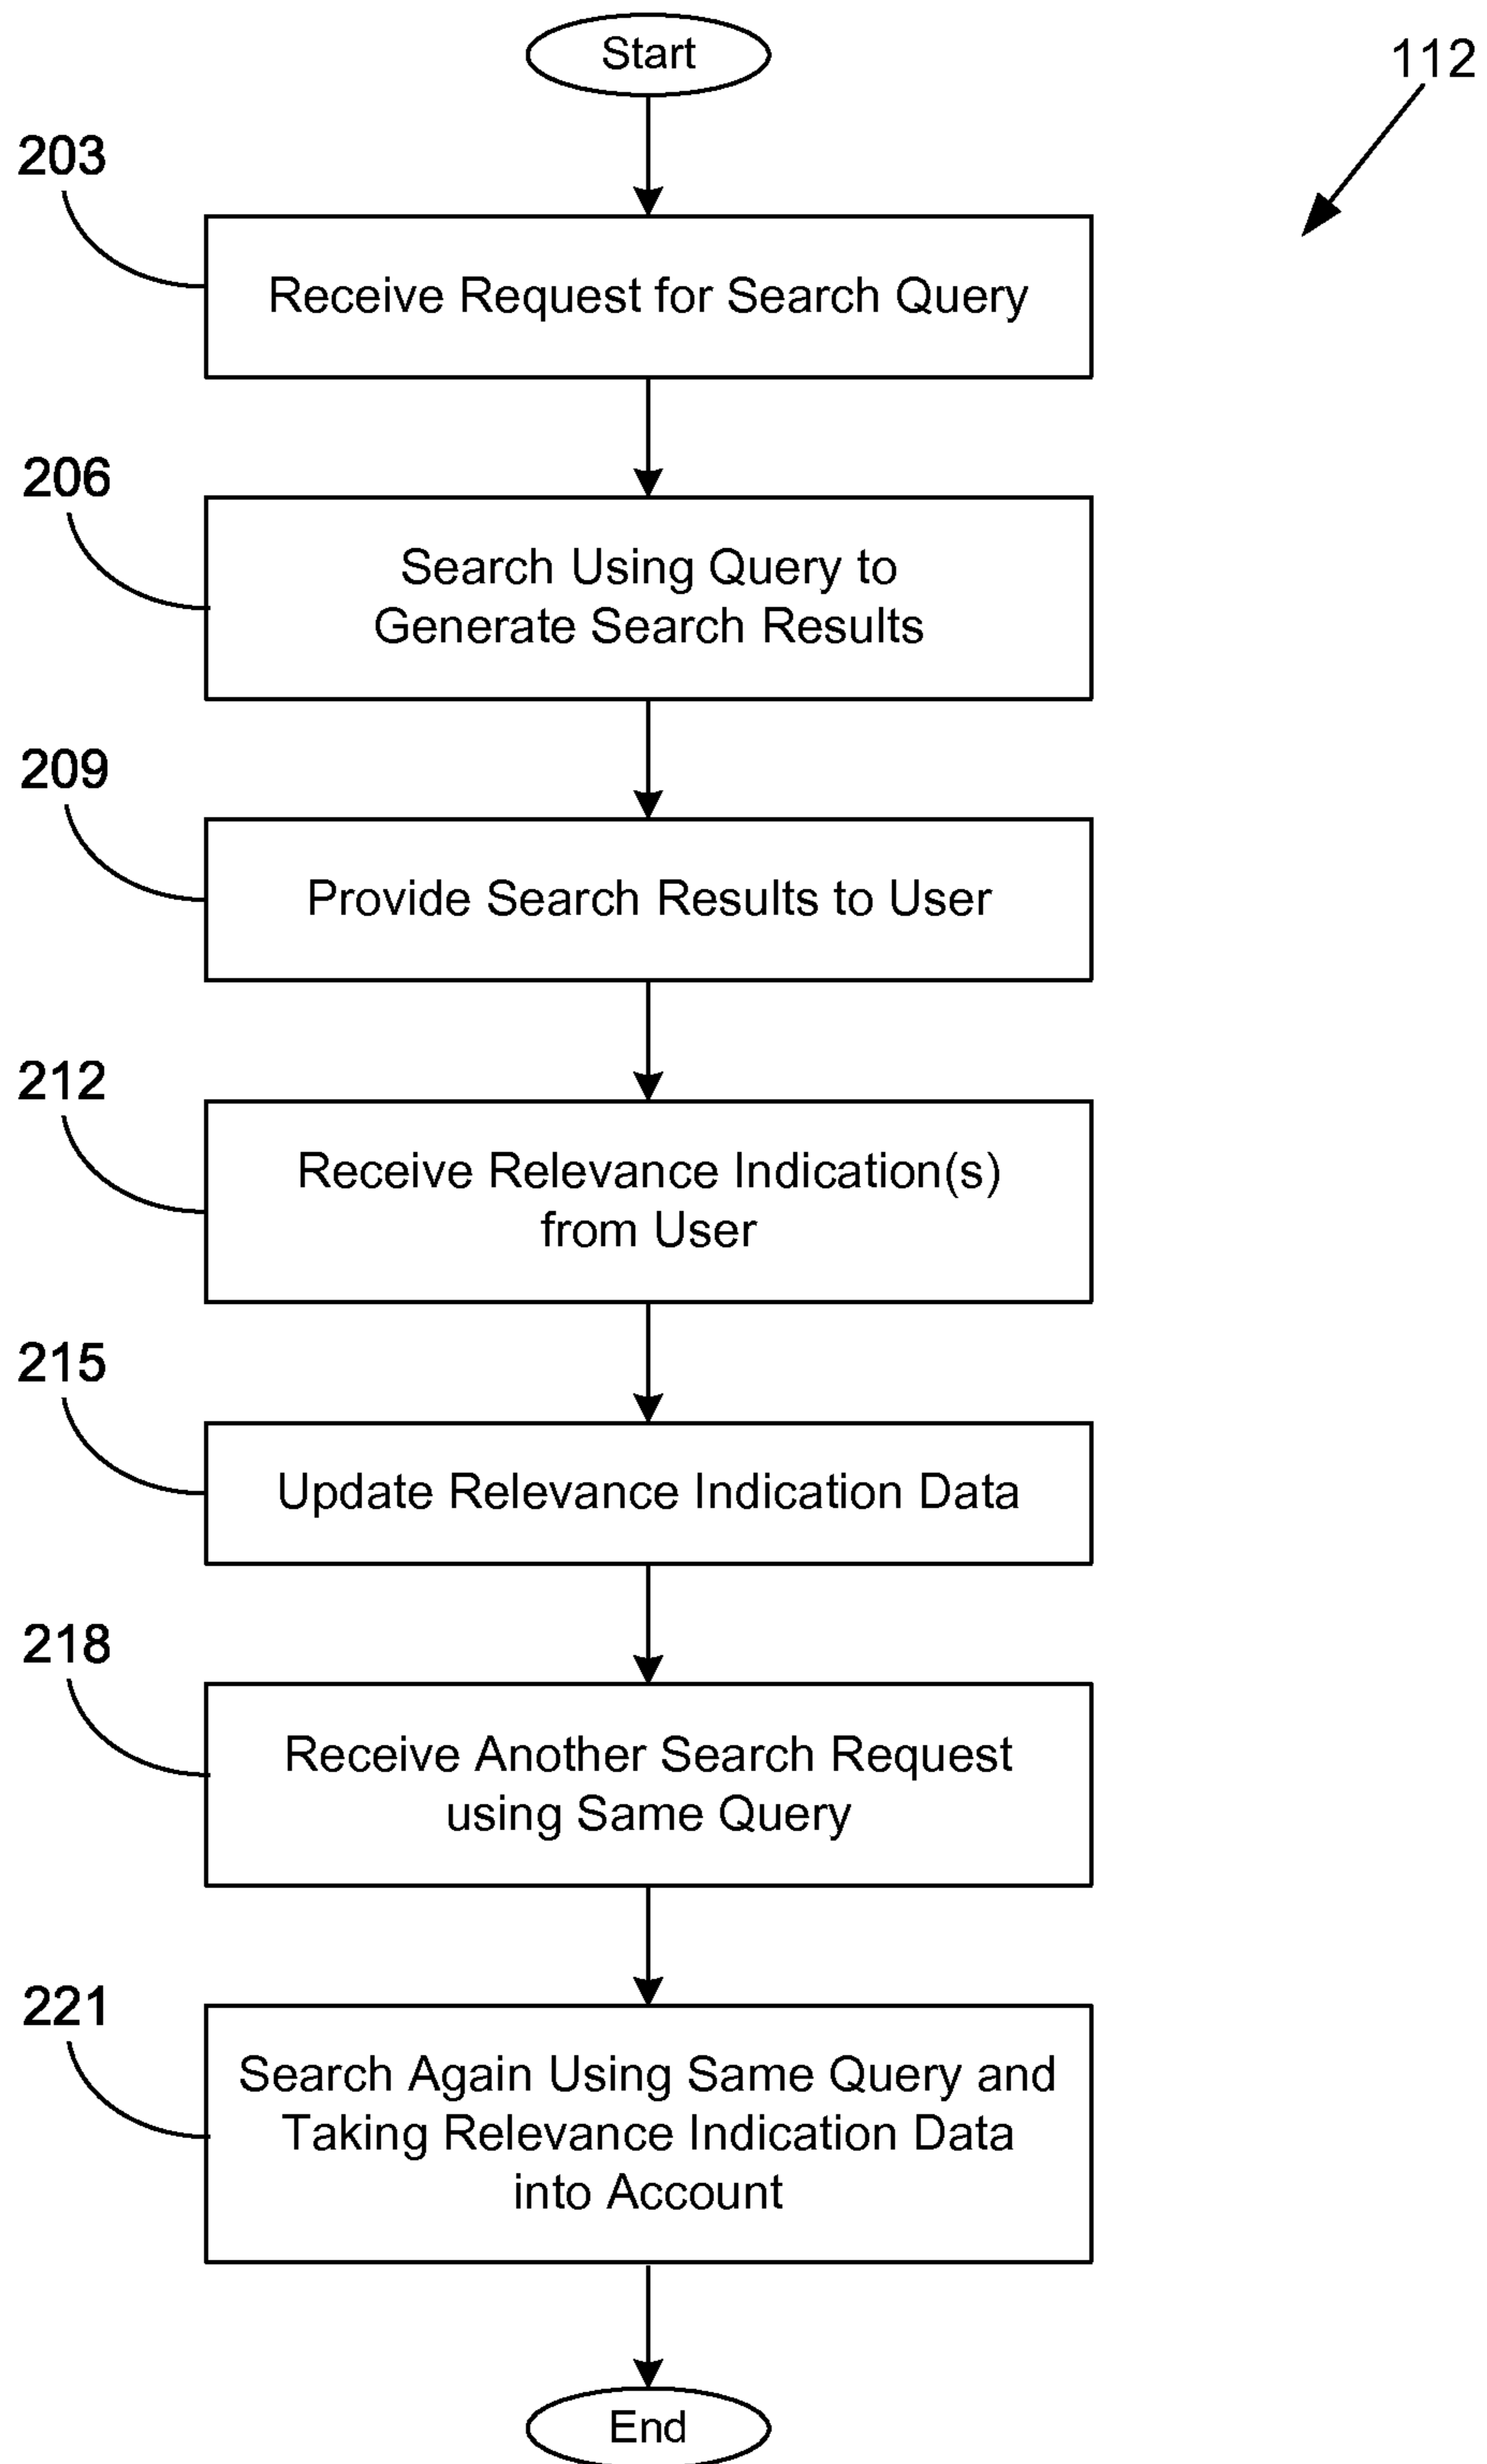 Start
112
203
Receive Request for Search Query
206
Search Using Query to
Generate Search Results
209
Provide Search Results to User
212
Receive Relevance Indication(s)
from User
215
Update Relevance Indication Data
218
Receive Another Search Request
using Same Query
221
Search Again Using Same Query and
Taking Relevance Indication Data
into Account
End